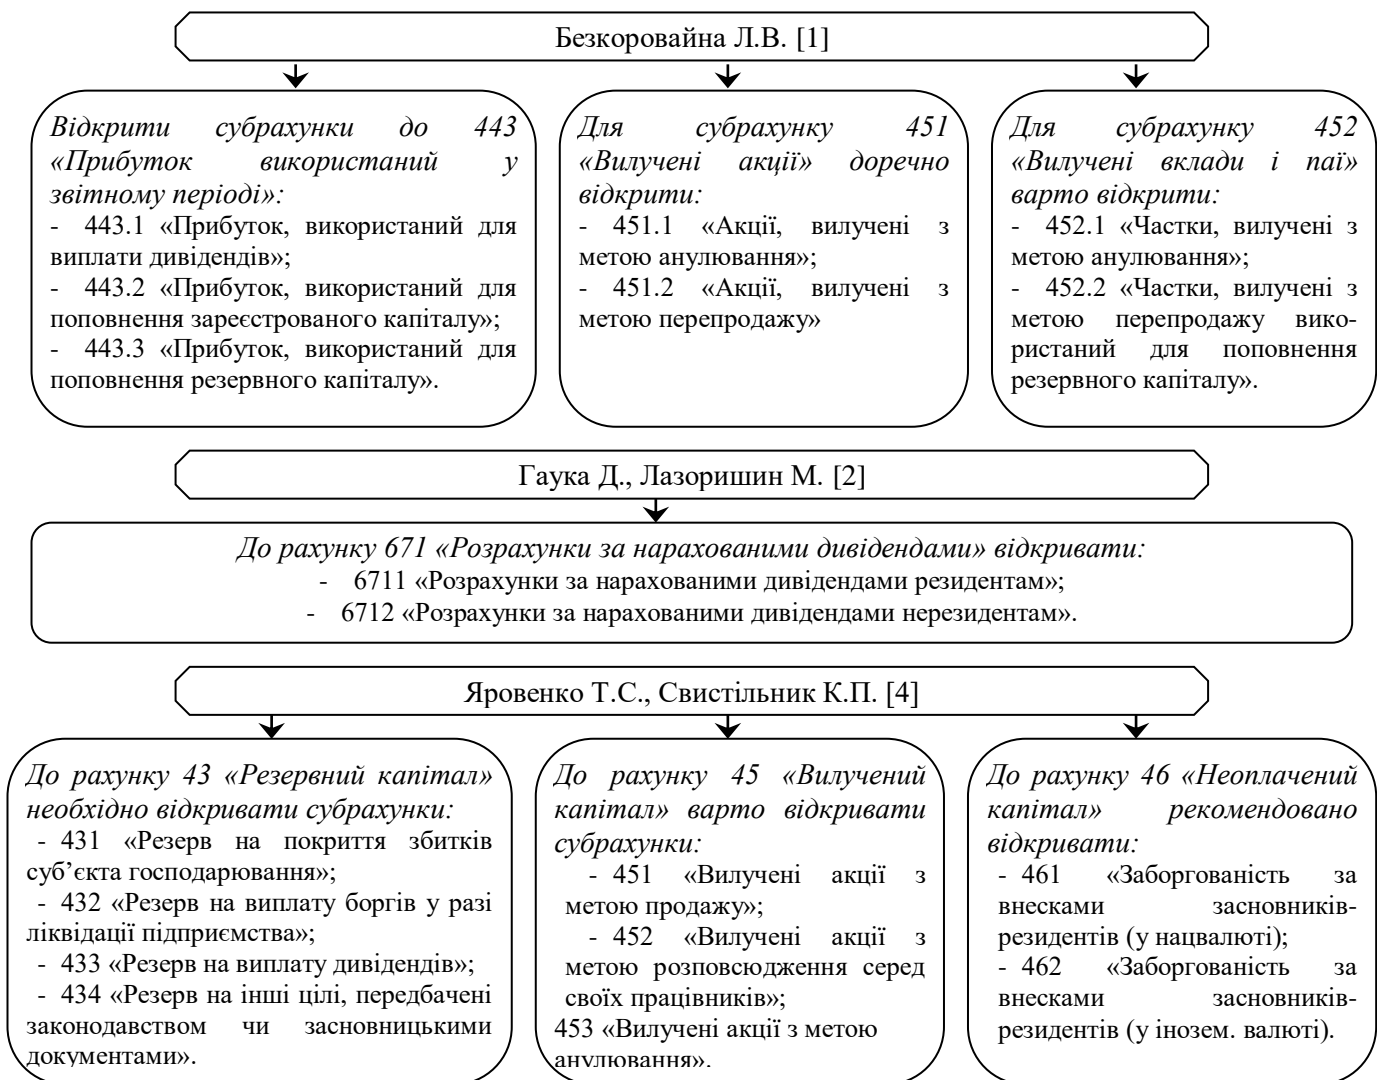 Безкоровайна Л.В. [1]
Відкрити субрахунки до 443
«Прибуток використаний у
звітному періоді»:
- 443.1 «Прибуток, використаний для
виплати дивідендів»;
- 443.2 «Прибуток, використаний для
поповнення зареєстрованого капіталу»;
- 443.3 «Прибуток, використаний для
поповнення резервного капіталу».
Для субрахунку 451
«Вилучені акції» доречно
відкрити:
- 451.1 «Акції, вилучені з
метою анулювання»;
- 451.2 «Акції, вилучені з
метою перепродажу»
Для субрахунку 452
«Вилучені вклади і паї»
варто відкрити:
- 452.1 «Частки, вилучені з
метою анулювання»;
- 452.2 «Частки, вилучені з
метою перепродажу вико-
ристаний для поповнення
резервного капіталу».
Гаука Д., Лазоришин М. [2]
До рахунку 671 «Розрахунки за нарахованими дивідендами» відкривати:
- 6711 «Розрахунки за нарахованими дивідендами резидентам»;
- 6712 «Розрахунки за нарахованими дивідендами нерезидентам».
Яровенко Т.С., Свистільник К.П. [4]
До рахунку 43 «Резервний капітал»
необхідно відкривати субрахунки:
- 431 «Резерв на покриття збитків
суб’єкта господарювання»;
- 432 «Резерв на виплату боргів у разі
ліквідації підприємства»;
- 433 «Резерв на виплату дивідендів»;
- 434 «Резерв на інші цілі, передбачені
законодавством чи засновницькими
документами».
До рахунку 45 «Вилучений
капітал» варто відкривати
субрахунки:
- 451 «Вилучені акції з
метою продажу»;
- 452 «Вилучені акції з
метою розповсюдження серед
своїх працівників»;
453 «Вилучені акції з метою
анулювання».
До рахунку 46 «Неоплачений
капітал» рекомендовано
відкривати:
- 461 «Заборгованість за
внесками засновників-
резидентів (у нацвалюті);
- 462 «Заборгованість за
внесками засновників-
резидентів (у інозем. валюті).